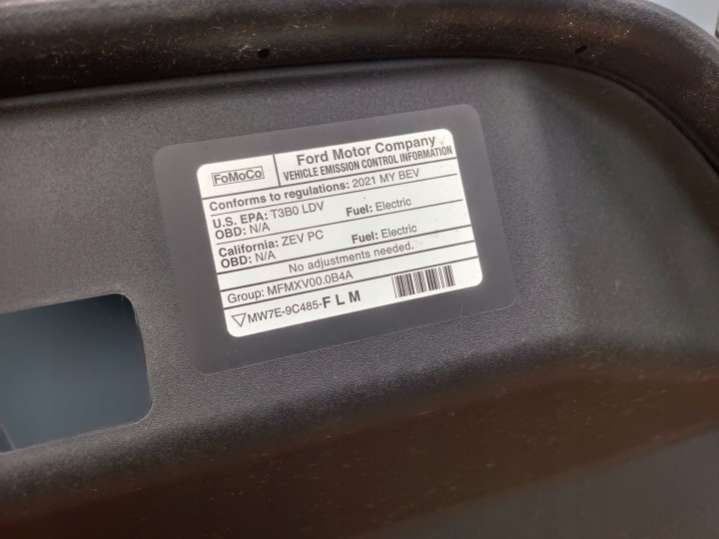 FoMoCo
Ford Motor Company
VEHICLE EMISSION CONTROL INFORMATION
Conforms to regulations: 2021 MY BEV
U.S. EPA: T3B0 LDV Fuel: Electric
OBD: N/A
California: ZEV PC Fuel: Electric
OBD: N/A
No adjustments needed.
Group: MFMXV00.0B4A
MW7E-9C485-FLM